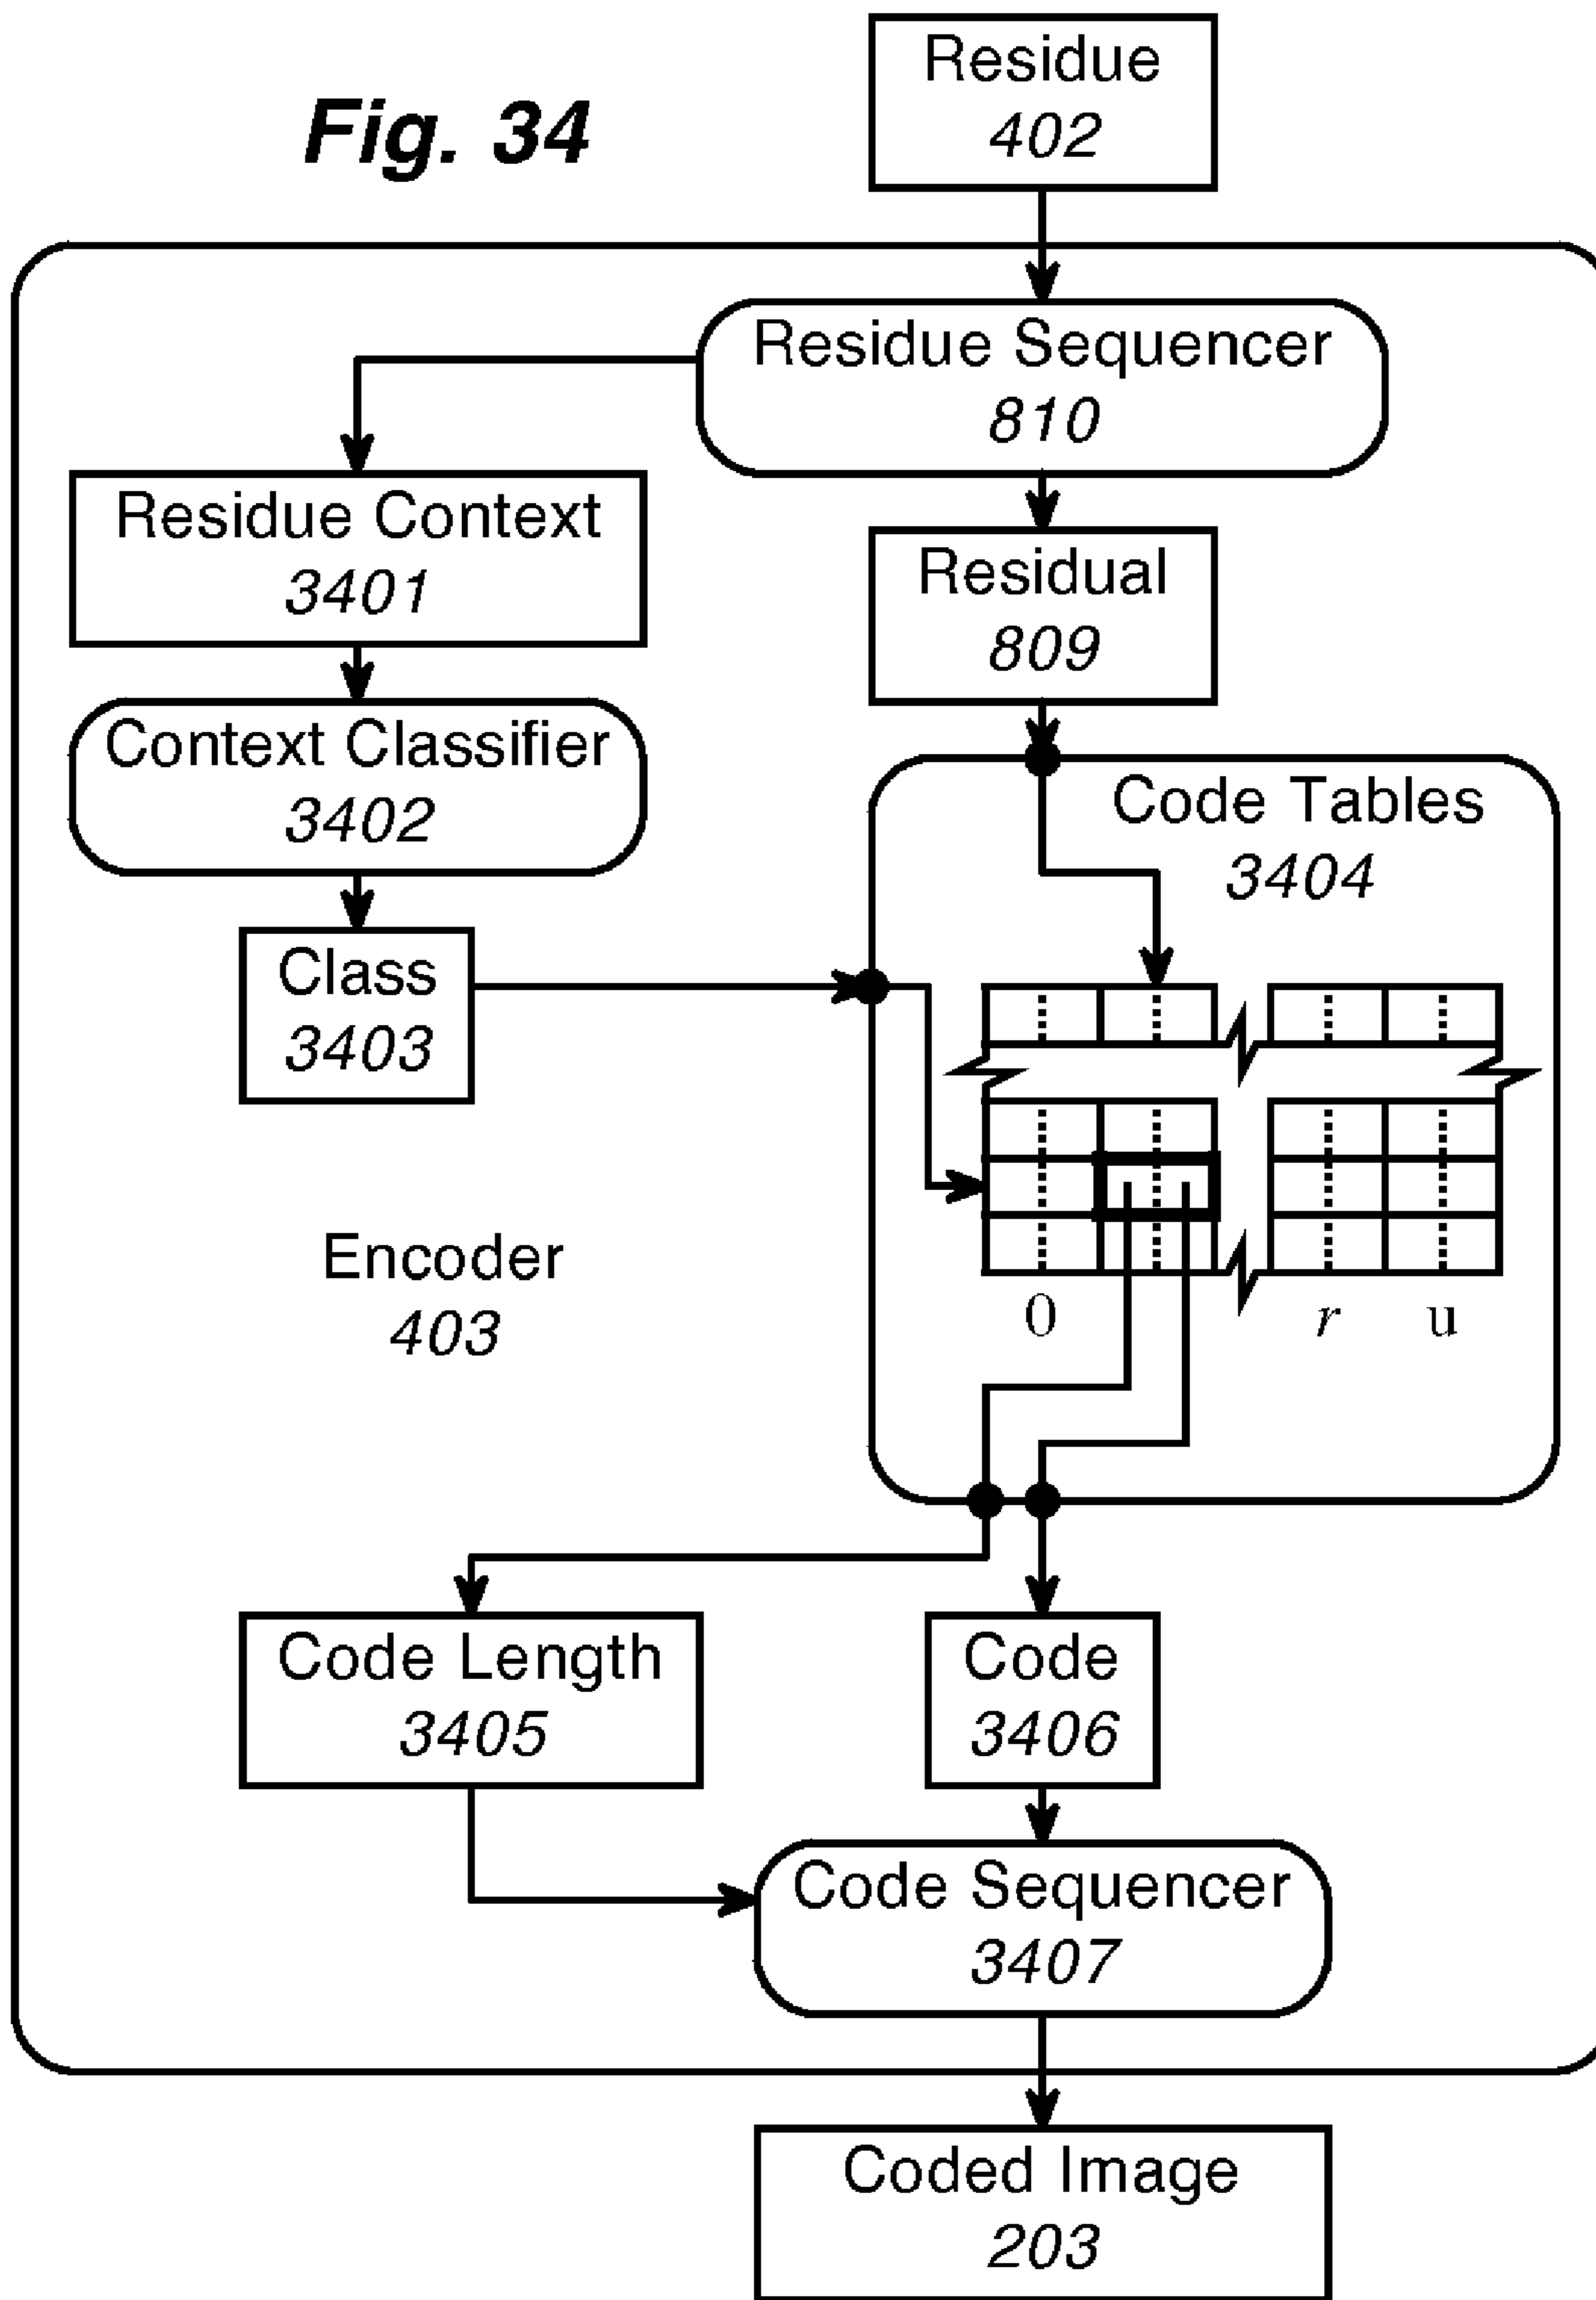 Fig. 34
Residue
402
Residue Sequencer
810
Residue Context
3401
Residual
809
Context Classifier
3402
Code Tables
3404
Class
3403
Encoder
403
0 r u
Code Length
3405
Code
3406
Code Sequencer
3407
Coded Image
203